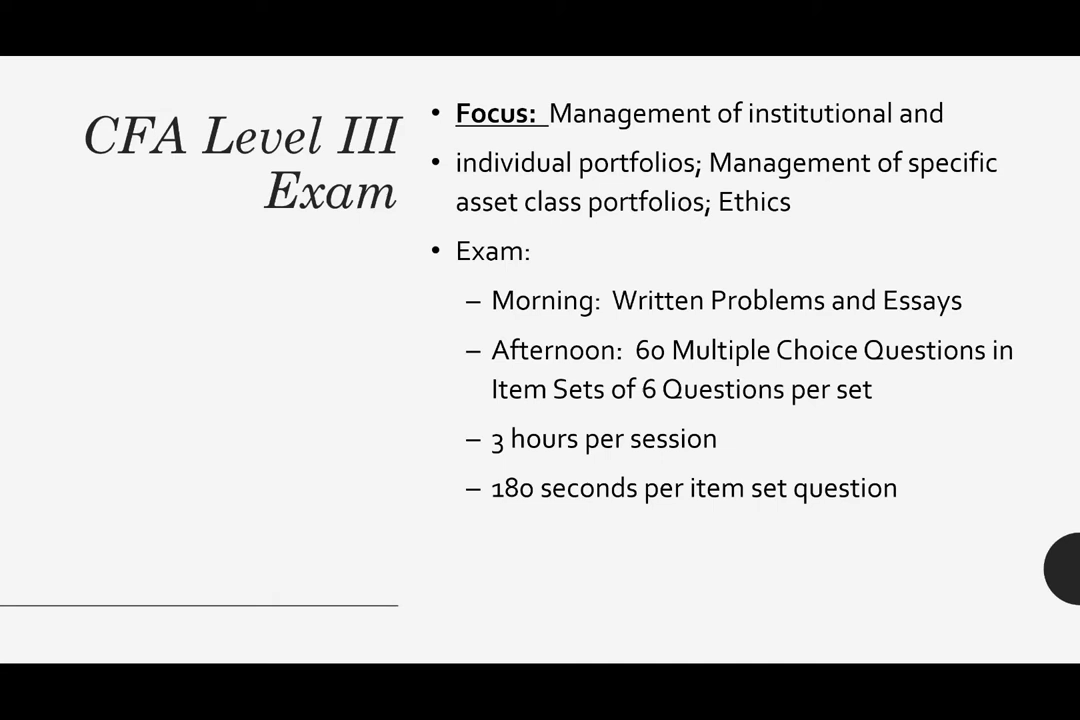 CFA Level III
Exam
• Focus: Management of institutional and
• individual portfolios; Management of specific
asset class portfolios; Ethics
• Exam:
– Morning: Written Problems and Essays
– Afternoon: 60 Multiple Choice Questions in
Item Sets of 6 Questions per set
– 3 hours per session
– 180 seconds per item set question